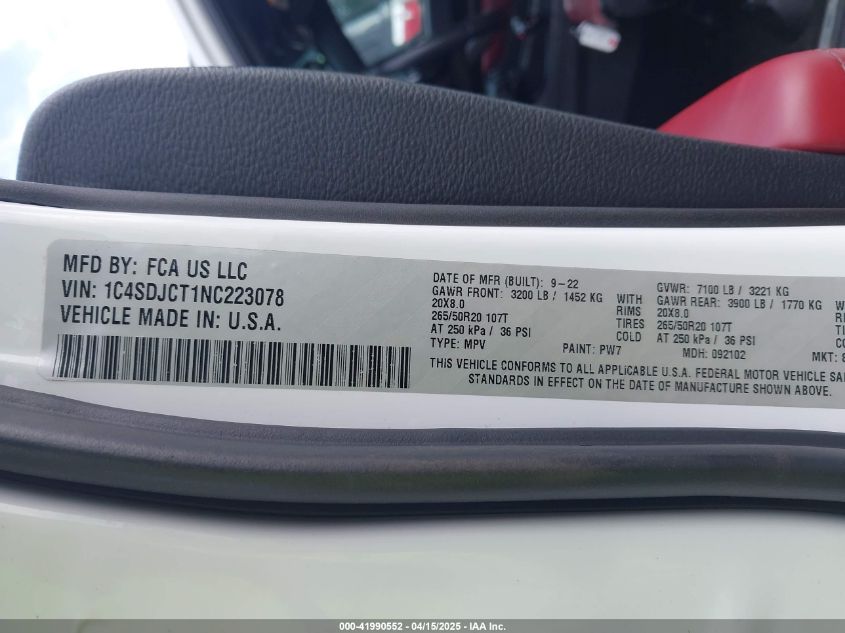 MFD BY: FCA US LLC
VIN: 1C4SDJCT1NC223078
VEHICLE MADE IN: U.S.A.
DATE OF MFR (BUILT): 9-22 GVWR: 7100 LB / 3221 KG
GAWR FRONT: 3200 LB / 1452 KG WITH GAWR REAR: 3900 LB / 1770 KG W
20X8.0 RIMS 20X8.0 R
265/50R20 107T TIRES 265/50R20 107T T
AT 250 kPa / 36 PSI COLD AT 250 kPa / 36 PSI CO
TYPE: MPV PAINT: PW7 MDH: 092102 MKT: 8
THIS VEHICLE CONFORMS TO ALL APPLICABLE U.S.A. FEDERAL MOTOR VEHICLE SA
STANDARDS IN EFFECT ON THE DATE OF MANUFACTURE SHOWN ABOVE.
000-41990552 - 04/15/2025 - IAA Inc.